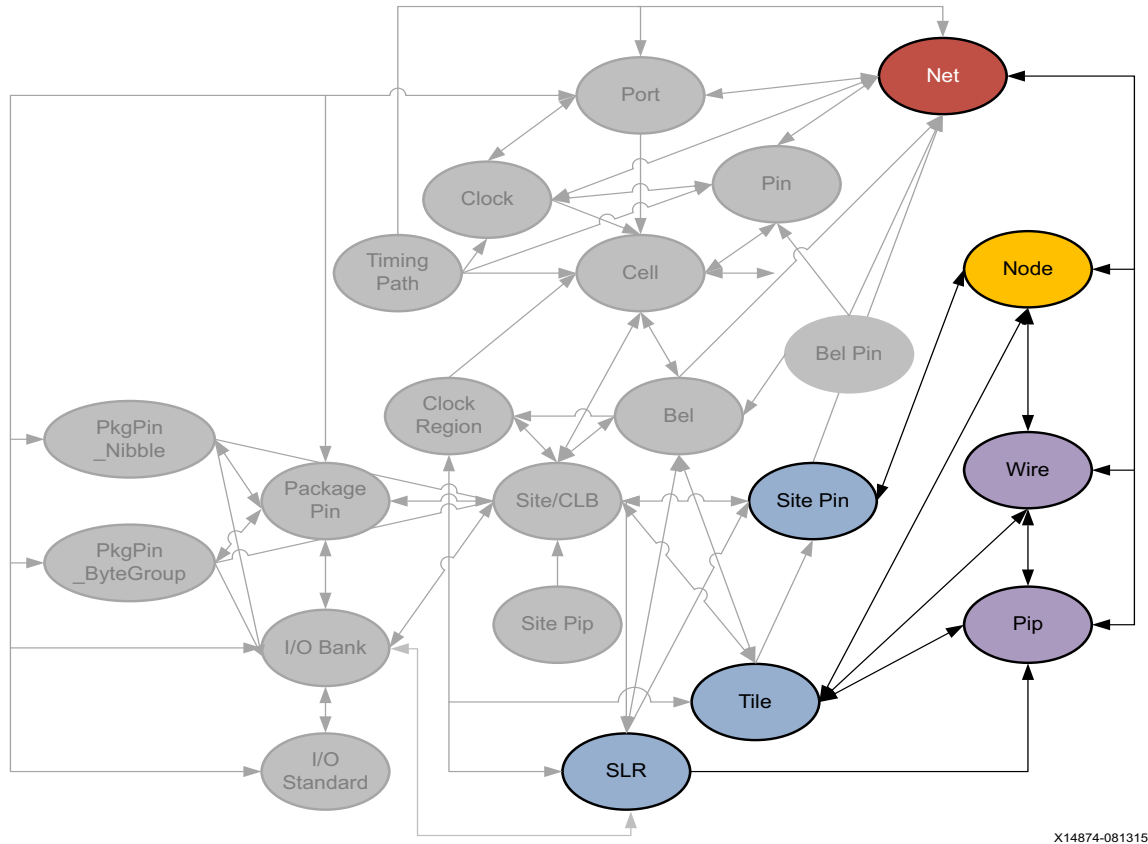 Net
Port
Pin
Clock
Timing
Path
Cell
Node
Bel Pin
Clock
Region
Bel
PkgPin
_Nibble
Package
Pin
Site/CLB
Site Pin
Wire
PkgPin
_ByteGroup
Site Pip
Pip
I/O Bank
Tile
I/O
Standard
SLR
X14874-081315